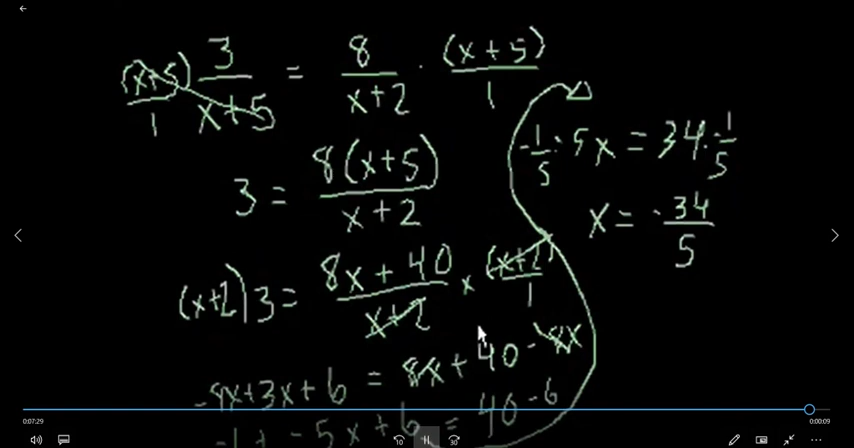 (x+5)/1 3/(x+5) = 8/(x+2) · (x+5)/1
3 = 8(x+5)/(x+2)
(x+2)3 = (8x+40)/(x+2) × (x+2)/1
-8x+3x+6 = 8x+40-8x
-5x+6 = 40-6
-1/5 · 5x = 34 · -1/5
x = -34/5
0:07:29
0:00:09
10
30